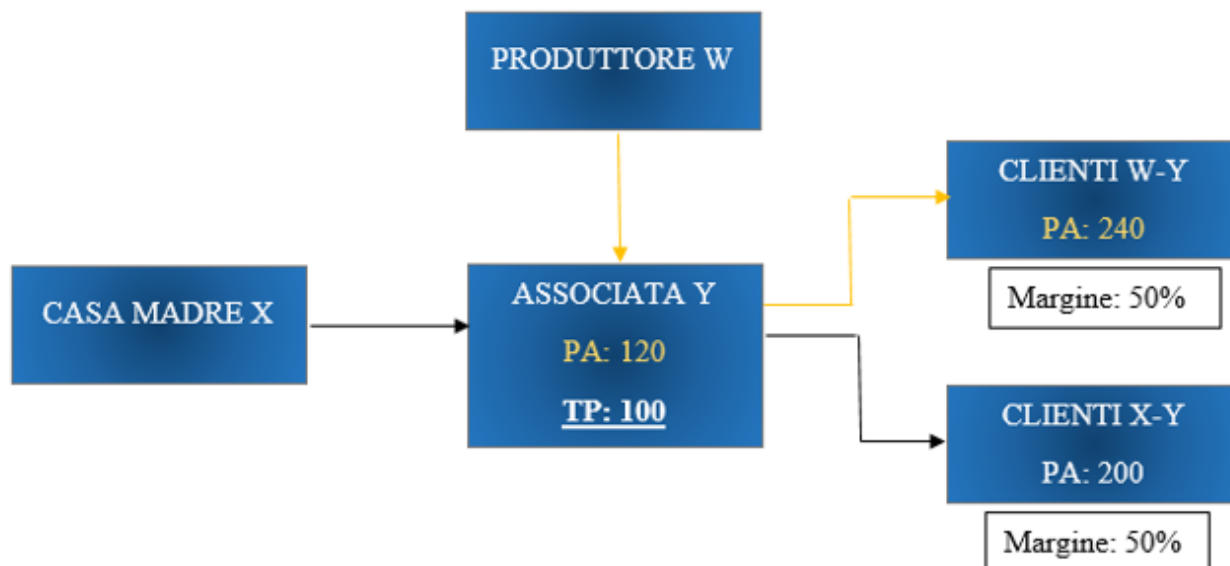 PRODUTTORE W
CASA MADRE X
ASSOCIATA Y
PA: 120
TP: 100
CLIENTI W-Y
PA: 240
Margine: 50%
CLIENTI X-Y
PA: 200
Margine: 50%